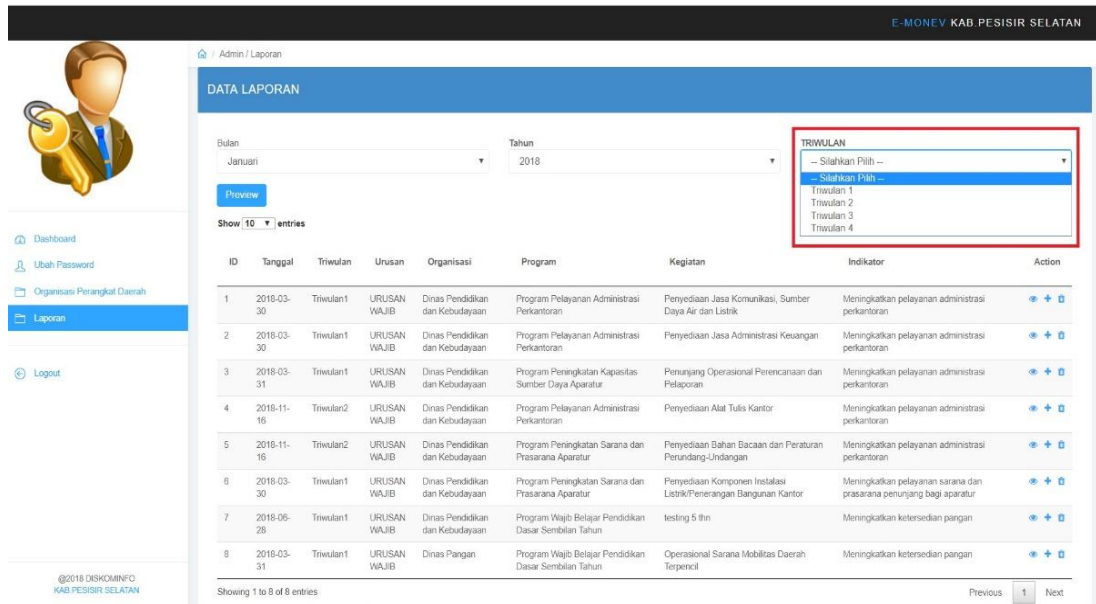 E-MONEV KAB.PESISIR SELATAN
/ Admin / Laporan
DATA LAPORAN
Bulan
Januari
Tahun
2018
TRIWULAN
-- Silahkan Pilih --
-- Silahkan Pilih --
Triwulan 1
Triwulan 2
Triwulan 3
Triwulan 4
Preview
Show 10 entries
Dashboard
Ubah Password
Organisasi Perangkat Daerah
Laporan
Logout
ID Tanggal Triwulan Urusan Organisasi Program Kegiatan Indikator Action
1 2018-03- Triwulan1 URUSAN Dinas Pendidikan Program Pelayanan Administrasi Penyediaan Jasa Komunikasi, Sumber Meningkatkan pelayanan administrasi
30 WAJIB dan Kebudayaan Perkantoran Daya Air dan Listrik perkantoran
2 2018-03- Triwulan1 URUSAN Dinas Pendidikan Program Pelayanan Administrasi Penyediaan Jasa Administrasi Keuangan Meningkatkan pelayanan administrasi
30 WAJIB dan Kebudayaan Perkantoran perkantoran
3 2018-03- Triwulan1 URUSAN Dinas Pendidikan Program Peningkatan Kapasitas Penunjang Operasional Perencanaan dan Meningkatkan pelayanan administrasi
31 WAJIB dan Kebudayaan Sumber Daya Aparatur Pelaporan perkantoran
4 2018-11- Triwulan2 URUSAN Dinas Pendidikan Program Pelayanan Administrasi Penyediaan Alat Tulis Kantor Meningkatkan pelayanan administrasi
16 WAJIB dan Kebudayaan Perkantoran perkantoran
5 2018-11- Triwulan2 URUSAN Dinas Pendidikan Program Peningkatan Sarana dan Penyediaan Bahan Bacaan dan Peraturan Meningkatkan pelayanan administrasi
16 WAJIB dan Kebudayaan Prasarana Aparatur Perundang-Undangan perkantoran
6 2018-03- Triwulan1 URUSAN Dinas Pendidikan Program Peningkatan Sarana dan Penyediaan Komponen Instalasi Meningkatkan pelayanan sarana dan
30 WAJIB dan Kebudayaan Prasarana Aparatur Listrik/Penerangan Bangunan Kantor prasarana penunjang bagi aparatur
7 2018-06- Triwulan1 URUSAN Dinas Pendidikan Program Wajib Belajar Pendidikan testing 5 thn Meningkatkan ketersedian pangan
28 WAJIB dan Kebudayaan Dasar Sembilan Tahun
8 2018-03- Triwulan1 URUSAN Dinas Pangan Program Wajib Belajar Pendidikan Operasional Sarana Mobilitas Daerah Meningkatkan ketersedian pangan
31 WAJIB Dasar Sembilan Tahun Terpencil
Showing 1 to 8 of 8 entries
Previous 1 Next
@2018 DISKOMINFO
KAB.PESISIR SELATAN